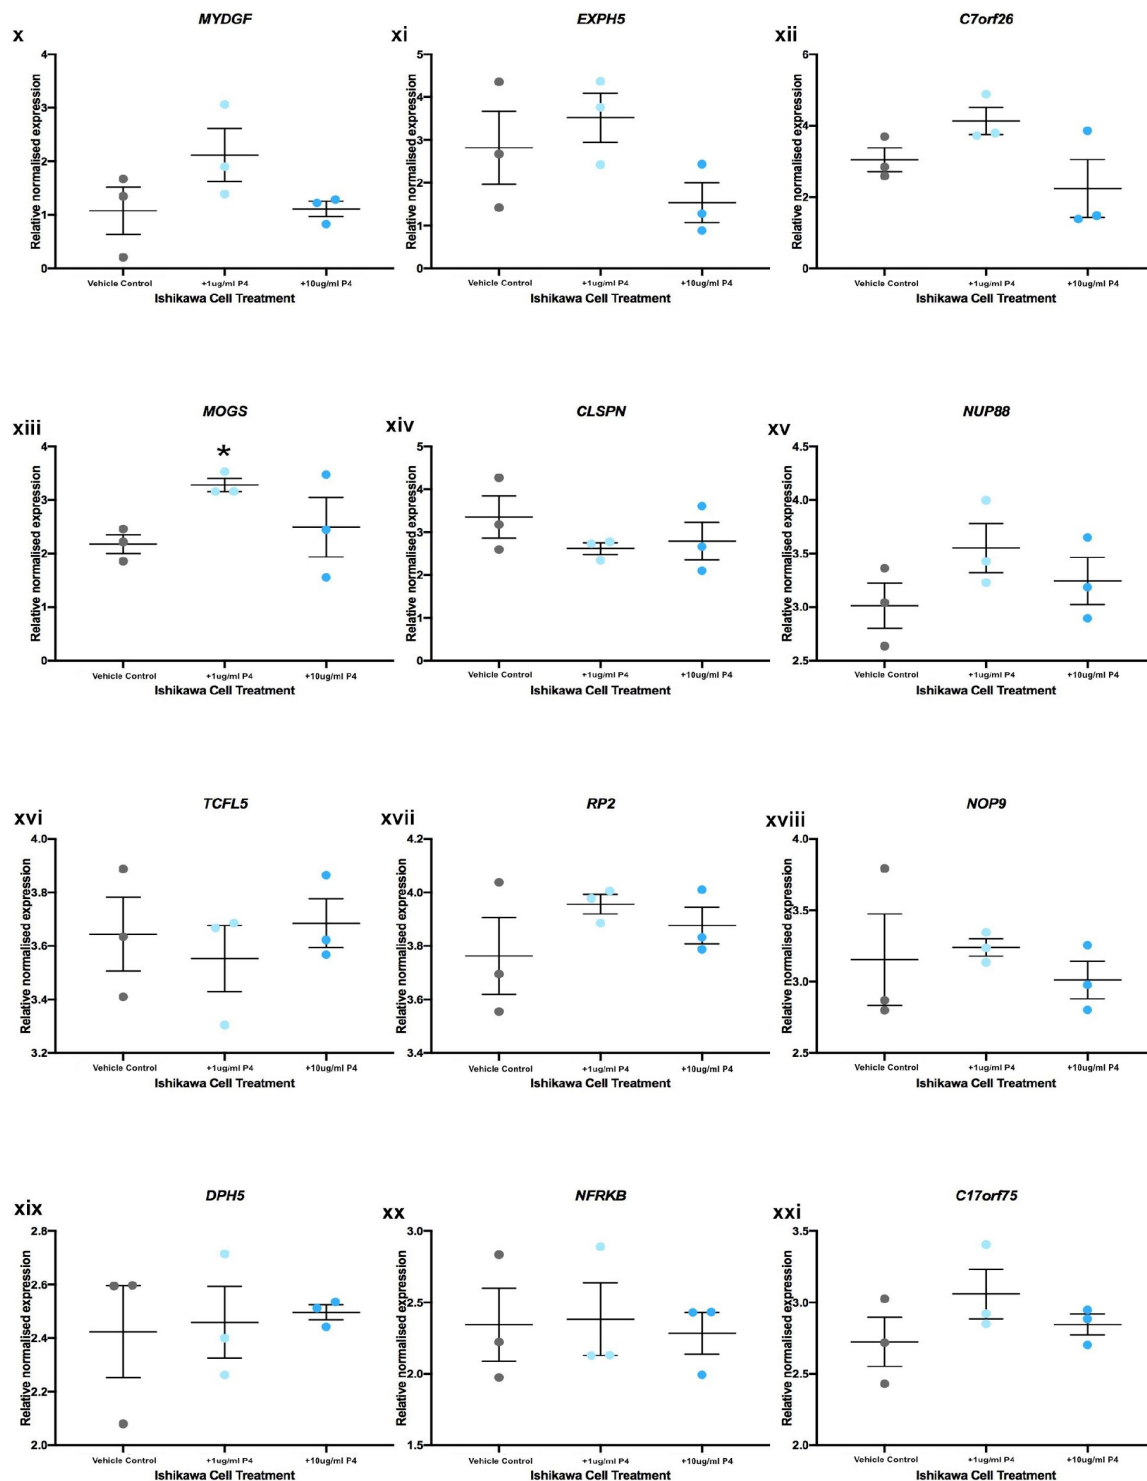 x
MYDGF
Relative normalised expression
4
3
2
1
0
Vehicle Control +1ug/ml P4 +10ug/ml P4
Ishikawa Cell Treatment
xi
EXPH5
Relative normalised expression
5
4
3
2
1
0
Vehicle Control +1ug/ml P4 +10ug/ml P4
Ishikawa Cell Treatment
xii
C7orf26
Relative normalised expression
6
4
2
0
Vehicle Control +1ug/ml P4 +10ug/ml P4
Ishikawa Cell Treatment
xiii
MOGS
Relative normalised expression
4
3
2
1
0
*
Vehicle Control +1ug/ml P4 +10ug/ml P4
Ishikawa Cell Treatment
xiv
CLSPN
Relative normalised expression
5
4
3
2
1
0
Vehicle Control +1ug/ml P4 +10ug/ml P4
Ishikawa Cell Treatment
xv
NUP88
Relative normalised expression
4.5
4.0
3.5
3.0
2.5
Vehicle Control +1ug/ml P4 +10ug/ml P4
Ishikawa Cell Treatment
xvi
TCFL5
Relative normalised expression
4.0
3.8
3.6
3.4
3.2
Vehicle Control +1ug/ml P4 +10ug/ml P4
Ishikawa Cell Treatment
xvii
RP2
Relative normalised expression
4.2
4.0
3.8
3.6
3.4
Vehicle Control +1ug/ml P4 +10ug/ml P4
Ishikawa Cell Treatment
xviii
NOP9
Relative normalised expression
4.0
3.5
3.0
2.5
Vehicle Control +1ug/ml P4 +10ug/ml P4
Ishikawa Cell Treatment
xix
DPH5
Relative normalised expression
2.8
2.6
2.4
2.2
2.0
Vehicle Control +1ug/ml P4 +10ug/ml P4
Ishikawa Cell Treatment
xx
NFRKB
Relative normalised expression
3.0
2.5
2.0
1.5
Vehicle Control +1ug/ml P4 +10ug/ml P4
Ishikawa Cell Treatment
xxi
C17orf75
Relative normalised expression
3.5
3.0
2.5
2.0
Vehicle Control +1ug/ml P4 +10ug/ml P4
Ishikawa Cell Treatment